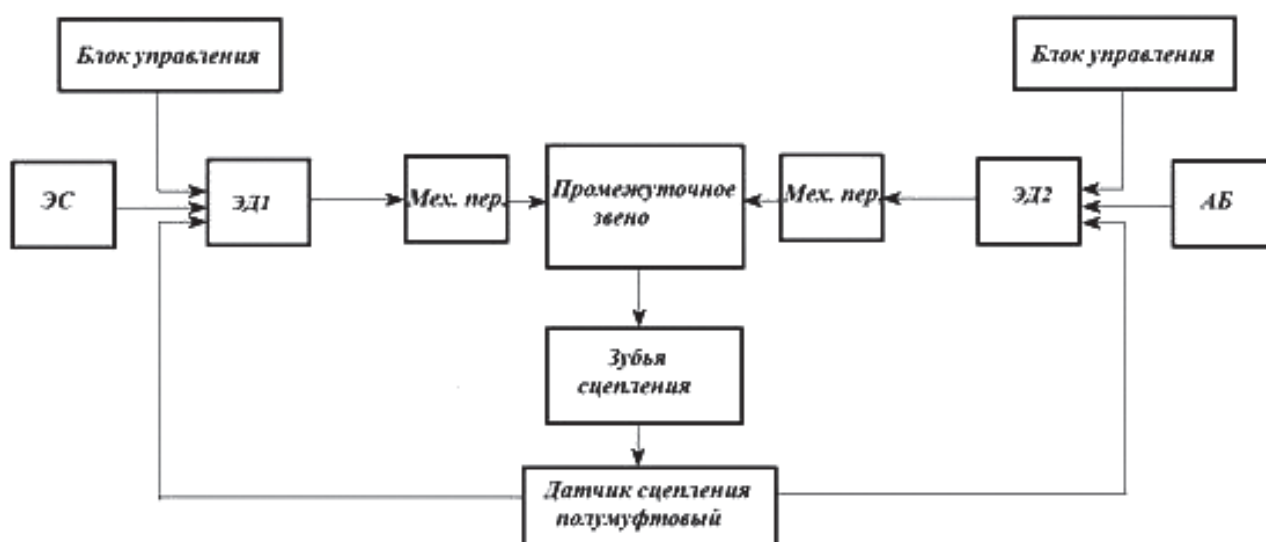 Блок управления
Блок управления
ЭС
ЭД1
Мех. пер.
Промежуточное
звено
Мех. пер.
ЭД2
АБ
Зубья
сцепления
Датчик сцепления
полумуфтовый